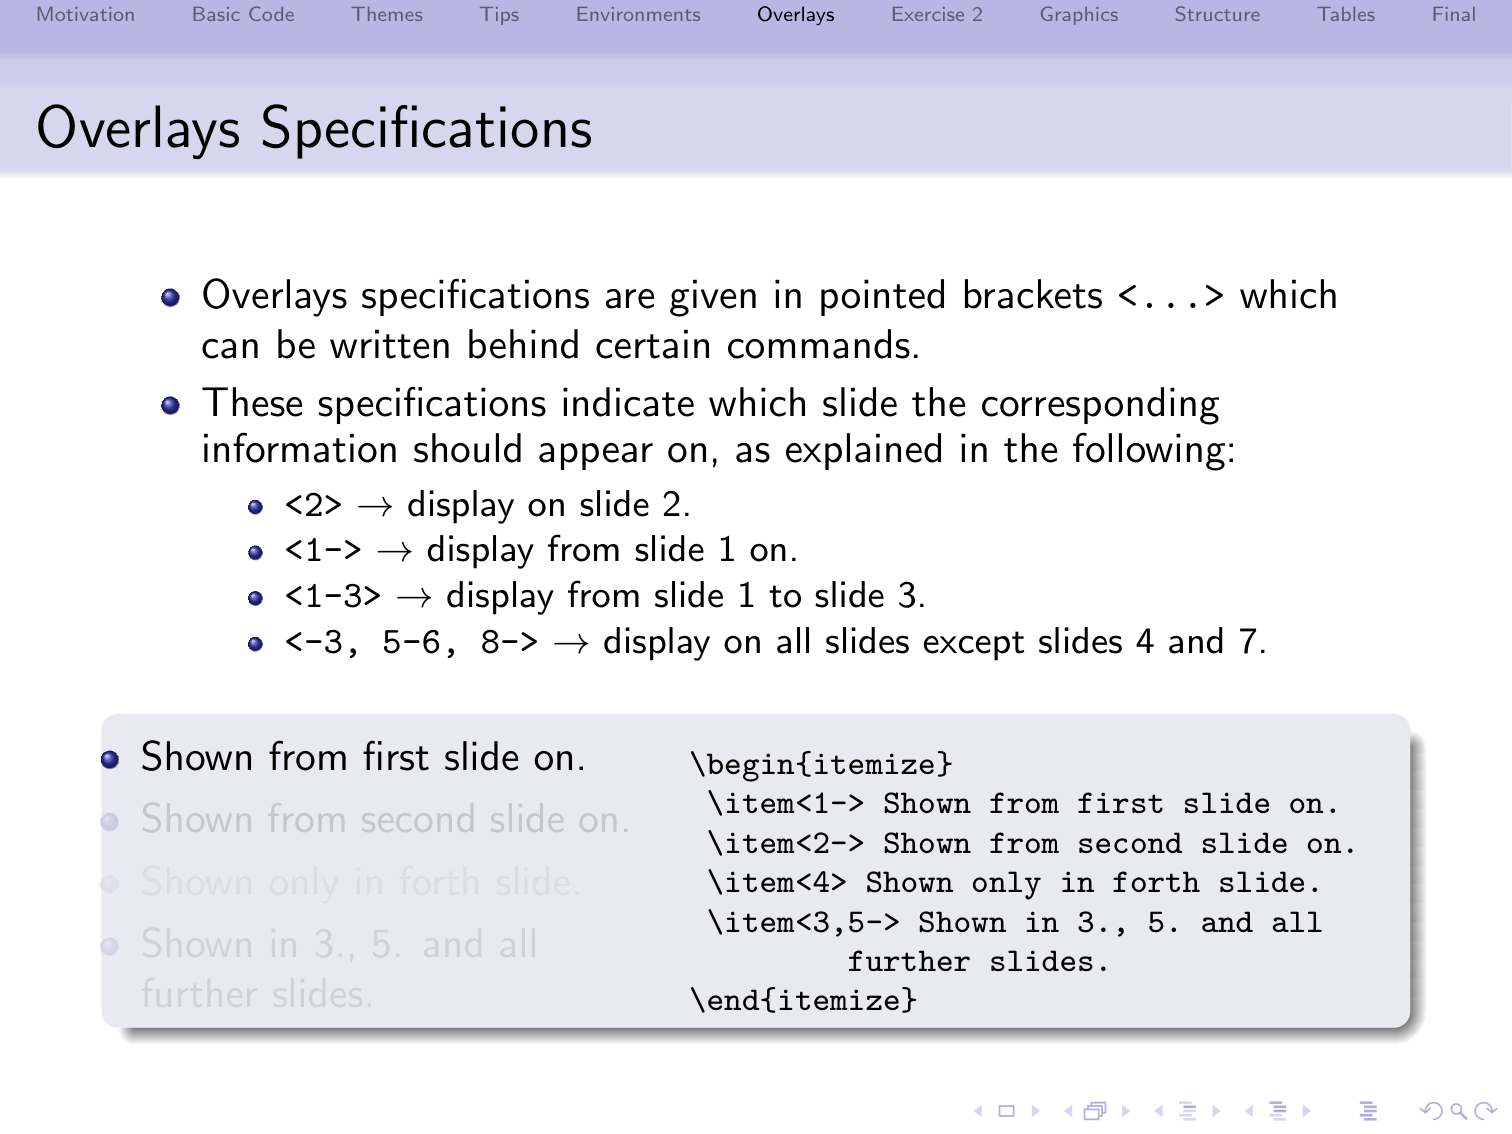 Motivation Basic Code Themes Tips Environments Overlays Exercise 2 Graphics Structure Tables Final
Overlays Specifications
Overlays specifications are given in pointed brackets <...> which
can be written behind certain commands.
These specifications indicate which slide the corresponding
information should appear on, as explained in the following:
<2> → display on slide 2.
<1-> → display from slide 1 on.
<1-3> → display from slide 1 to slide 3.
<-3, 5-6, 8-> → display on all slides except slides 4 and 7.
Shown from first slide on.
Shown from second slide on.
Shown only in forth slide.
Shown in 3., 5. and all
further slides.
\begin{itemize}
\item<1-> Shown from first slide on.
\item<2-> Shown from second slide on.
\item<4> Shown only in forth slide.
\item<3,5-> Shown in 3., 5. and all
further slides.
\end{itemize}